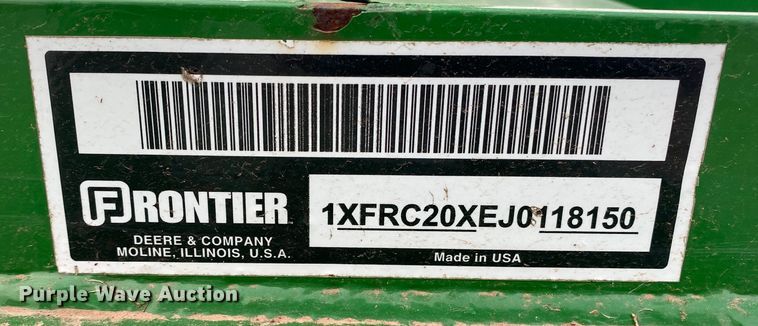 FRONTIER
DEERE & COMPANY
MOLINE, ILLINOIS, U.S.A.
1XFRC20XEJ0118150
Made in USA
Purple Wave Auction